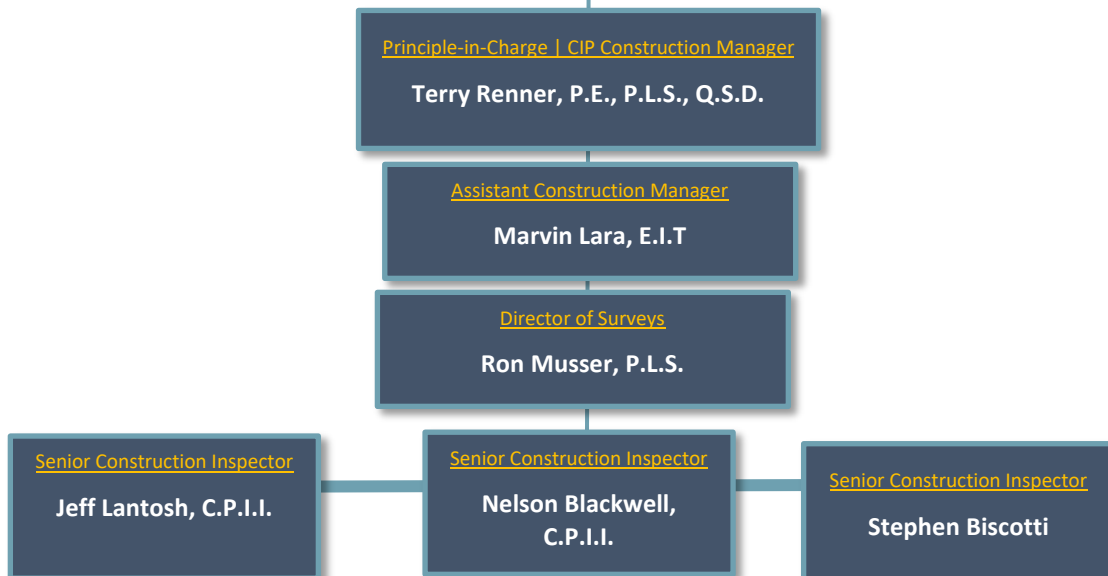 Principle-in-Charge | CIP Construction Manager
Terry Renner, P.E., P.L.S., Q.S.D.
Assistant Construction Manager
Marvin Lara, E.I.T
Director of Surveys
Ron Musser, P.L.S.
Senior Construction Inspector
Jeff Lantosh, C.P.I.I.
Senior Construction Inspector
Nelson Blackwell,
C.P.I.I.
Senior Construction Inspector
Stephen Biscotti